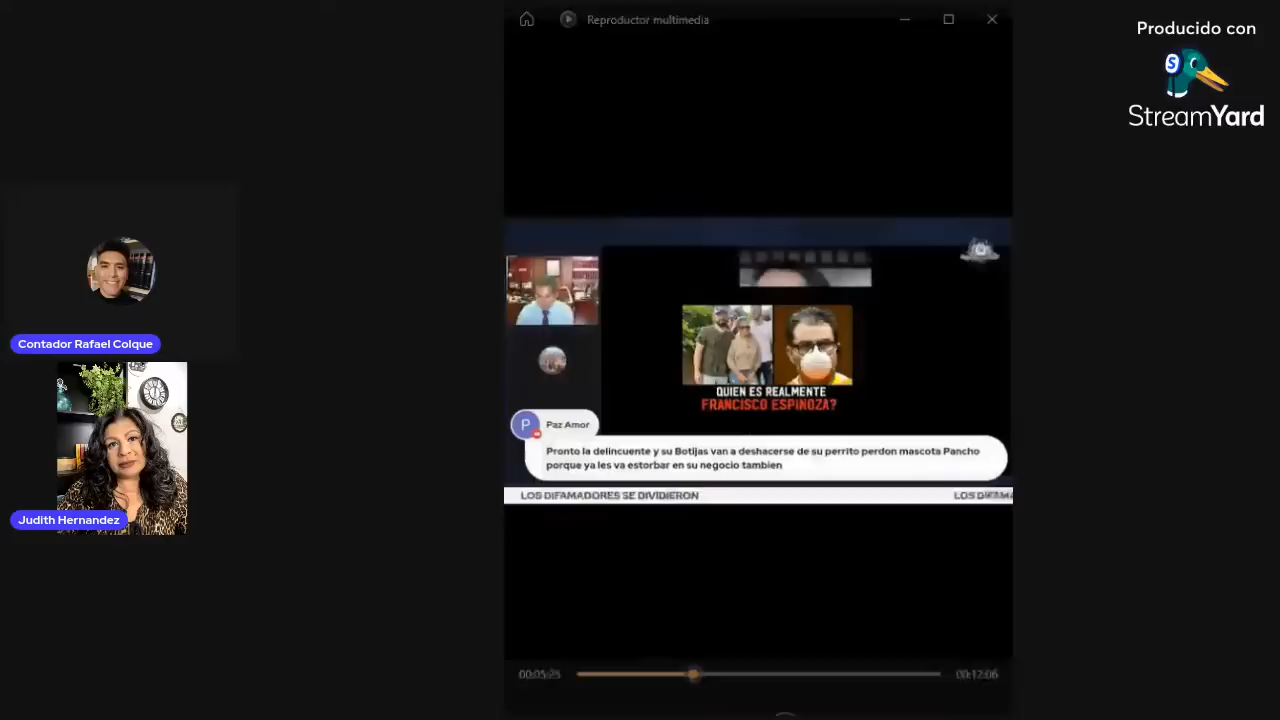 Reproductor multimedia
Producido con
S
StreamYard
Contador Rafael Colque
Judith Hernandez
QUIEN ES REALMENTE
FRANCISCO ESPINOZA?
P
Paz Amor
Pronto la delincuente y su Botijas van a deshacerse de su perrito perdon mascota Pancho
porque ya les va estorbar en su negocio tambien
LOS DIFAMADORES SE DIVIDIERON
LOS DIFAMA
00:05:25
00:12:06